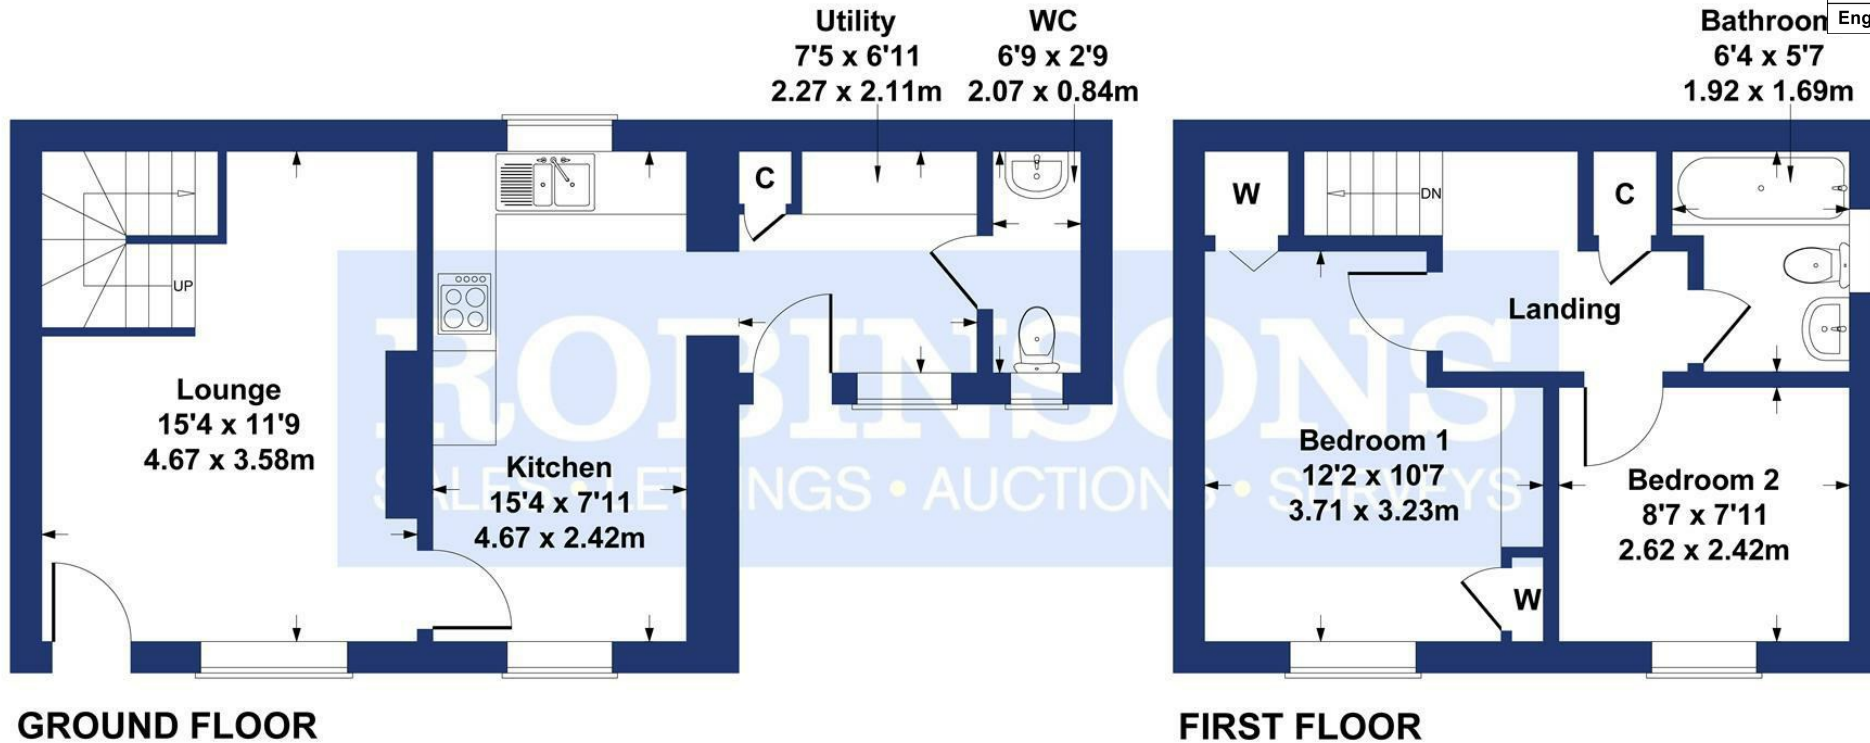 Utility
7'5 x 6'11
2.27 x 2.11m
WC
6'9 x 2'9
2.07 x 0.84m
Bathroom
6'4 x 5'7
1.92 x 1.69m
Eng
C
W
DN
C
UP
Landing
ROBINSONS
SALES • LETTINGS • AUCTIONS • SURVEYS
Lounge
15'4 x 11'9
4.67 x 3.58m
Kitchen
15'4 x 7'11
4.67 x 2.42m
Bedroom 1
12'2 x 10'7
3.71 x 3.23m
Bedroom 2
8'7 x 7'11
2.62 x 2.42m
W
GROUND FLOOR
FIRST FLOOR